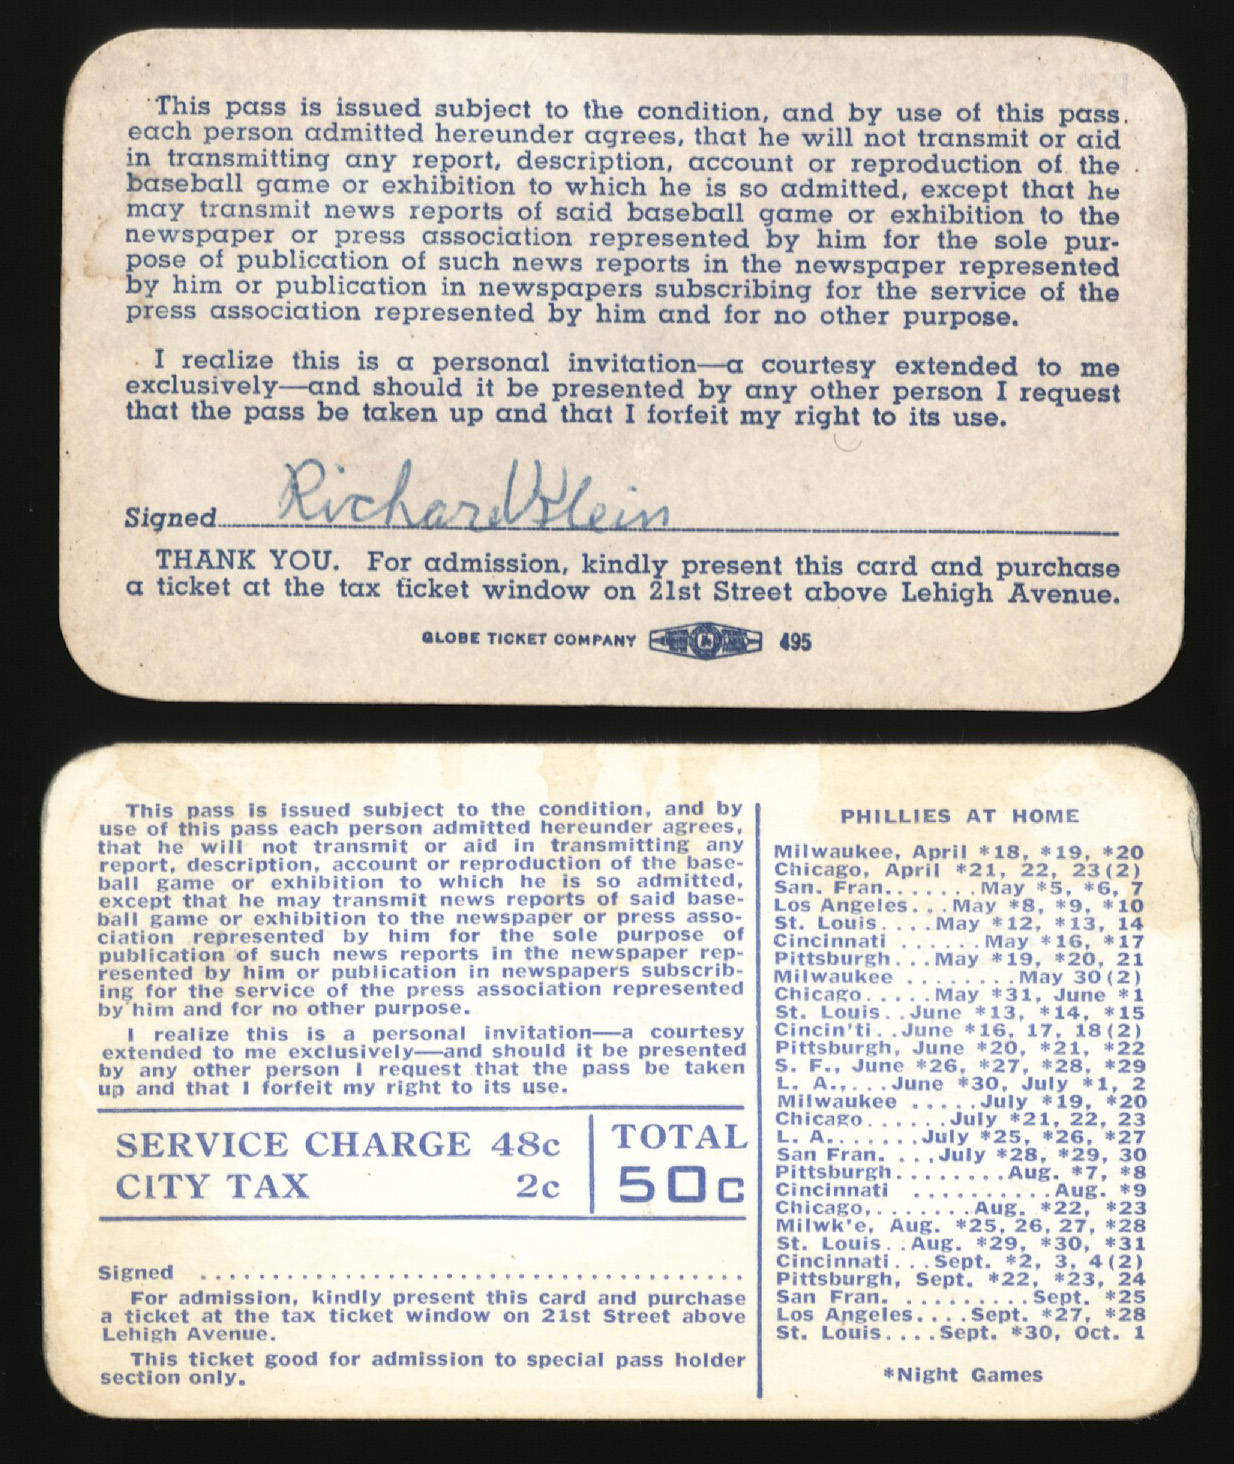 This pass is issued subject to the condition, and by use of this pass
each person admitted hereunder agrees, that he will not transmit or aid
in transmitting any report, description, account or reproduction of the
baseball game or exhibition to which he is so admitted, except that he
may transmit news reports of said baseball game or exhibition to the
newspaper or press association represented by him for the sole pur-
pose of publication of such news reports in the newspaper represented
by him or publication in newspapers subscribing for the service of the
press association represented by him and for no other purpose.
I realize this is a personal invitation—a courtesy extended to me
exclusively—and should it be presented by any other person I request
that the pass be taken up and that I forfeit my right to its use.
Signed Richard V Klein
THANK YOU. For admission, kindly present this card and purchase
a ticket at the tax ticket window on 21st Street above Lehigh Avenue.
GLOBE TICKET COMPANY 495
This pass is issued subject to the condition, and by
use of this pass each person admitted hereunder agrees,
that he will not transmit or aid in transmitting any
report, description, account or reproduction of the base-
ball game or exhibition to which he is so admitted,
except that he may transmit news reports of said base-
ball game or exhibition to the newspaper or press asso-
ciation represented by him for the sole purpose of
publication of such news reports in the newspaper rep-
resented by him or publication in newspapers subscrib-
ing for the service of the press association represented
by him and for no other purpose.
I realize this is a personal invitation—a courtesy
extended to me exclusively—and should it be presented
by any other person I request that the pass be taken
up and that I forfeit my right to its use.
SERVICE CHARGE 48c
CITY TAX 2c
TOTAL
50c
Signed ......................................
For admission, kindly present this card and purchase
a ticket at the tax ticket window on 21st Street above
Lehigh Avenue.
This ticket good for admission to special pass holder
section only.
PHILLIES AT HOME
Milwaukee, April *18, *19, *20
Chicago, April *21, 22, 23(2)
San. Fran.......May *5, *6, 7
Los Angeles...May *8, *9, *10
St. Louis....May *12, *13, 14
Cincinnati ......May *16, *17
Pittsburgh...May *19, *20, 21
Milwaukee ........May 30(2)
Chicago.....May *31, June *1
St. Louis..June *13, *14, *15
Cincin'ti..June *16, 17, 18(2)
Pittsburgh, June *20, *21, *22
S. F., June *26, *27, *28, *29
L. A.,...June *30, July *1, 2
Milwaukee .....July *19, *20
Chicago......July *21, 22, 23
L. A.......July *25, *26, *27
San Fran. ...July *28, *29, 30
Pittsburgh........Aug. *7, *8
Cincinnati ..........Aug. *9
Chicago,.......Aug. *22, *23
Milwk'e, Aug. *25, 26, 27, *28
St. Louis..Aug. *29, *30, *31
Cincinnati...Sept. *2, 3, 4(2)
Pittsburgh, Sept. *22, *23, 24
San Fran. .........Sept. *25
Los Angeles....Sept. *27, *28
St. Louis....Sept. *30, Oct. 1
*Night Games